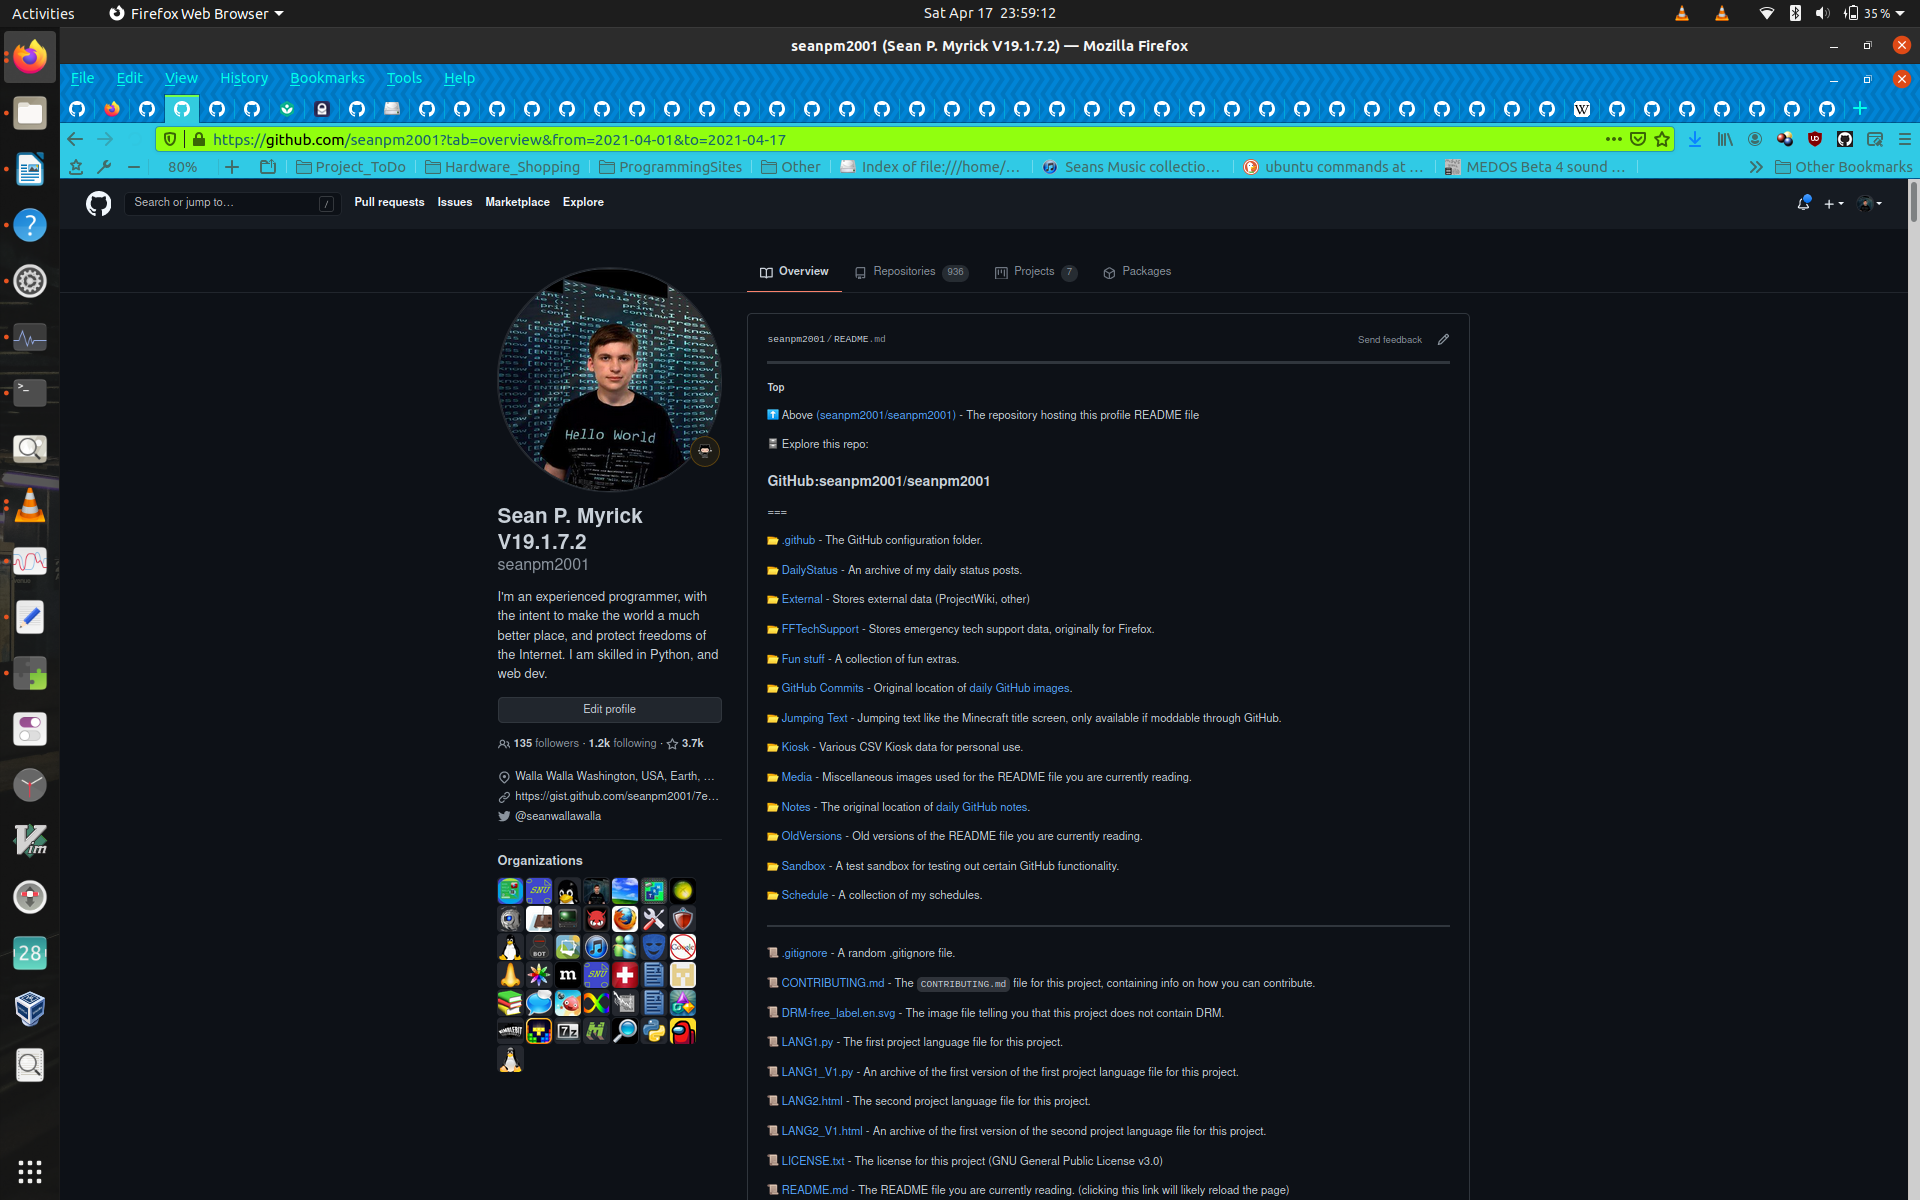 Activities
Firefox Web Browser
Sat Apr 17 23:59:12
35 %
seanpm2001 (Sean P. Myrick V19.1.7.2) — Mozilla Firefox
File Edit View History Bookmarks Tools Help
https://github.com/seanpm2001?tab=overview&from=2021-04-01&to=2021-04-17
80%
Project_ToDo
Hardware_Shopping
ProgrammingSites
Other
Index of file:///home/…
Seans Music collectio…
ubuntu commands at …
MEDOS Beta 4 sound …
Other Bookmarks
Search or jump to…
/
Pull requests Issues Marketplace Explore
Overview
Repositories 936
Projects 7
Packages
Hello World
Sean P. Myrick
V19.1.7.2
seanpm2001
I'm an experienced programmer, with
the intent to make the world a much
better place, and protect freedoms of
the Internet. I am skilled in Python, and
web dev.
Edit profile
135 followers · 1.2k following · 3.7k
Walla Walla Washington, USA, Earth, …
https://gist.github.com/seanpm2001/7e…
@seanwallawalla
Organizations
seanpm2001 / README.md
Send feedback
Top
Above (seanpm2001/seanpm2001) - The repository hosting this profile README file
Explore this repo:
GitHub:seanpm2001/seanpm2001
===
.github - The GitHub configuration folder.
DailyStatus - An archive of my daily status posts.
External - Stores external data (ProjectWiki, other)
FFTechSupport - Stores emergency tech support data, originally for Firefox.
Fun stuff - A collection of fun extras.
GitHub Commits - Original location of daily GitHub images.
Jumping Text - Jumping text like the Minecraft title screen, only available if moddable through GitHub.
Kiosk - Various CSV Kiosk data for personal use.
Media - Miscellaneous images used for the README file you are currently reading.
Notes - The original location of daily GitHub notes.
OldVersions - Old versions of the README file you are currently reading.
Sandbox - A test sandbox for testing out certain GitHub functionality.
Schedule - A collection of my schedules.
.gitignore - A random .gitignore file.
CONTRIBUTING.md - The CONTRIBUTING.md file for this project, containing info on how you can contribute.
DRM-free_label.en.svg - The image file telling you that this project does not contain DRM.
LANG1.py - The first project language file for this project.
LANG1_V1.py - An archive of the first version of the first project language file for this project.
LANG2.html - The second project language file for this project.
LANG2_V1.html - An archive of the first version of the second project language file for this project.
LICENSE.txt - The license for this project (GNU General Public License v3.0)
README.md - The README file you are currently reading. (clicking this link will likely reload the page)
28